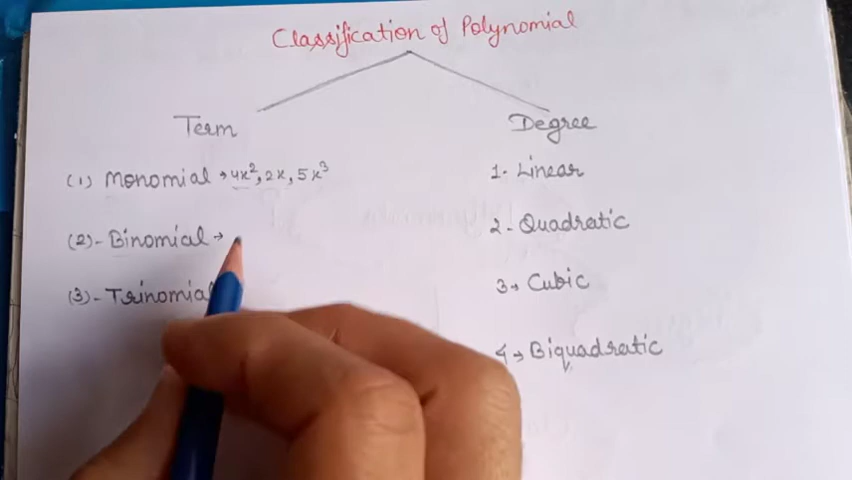 Classification of Polynomial
Term
(1) Monomial → 4x², 2x, 5x³
(2)- Binomial →
(3)- Trinomial
Degree
1- Linear
2- Quadratic
3→ Cubic
4→ Biquadratic